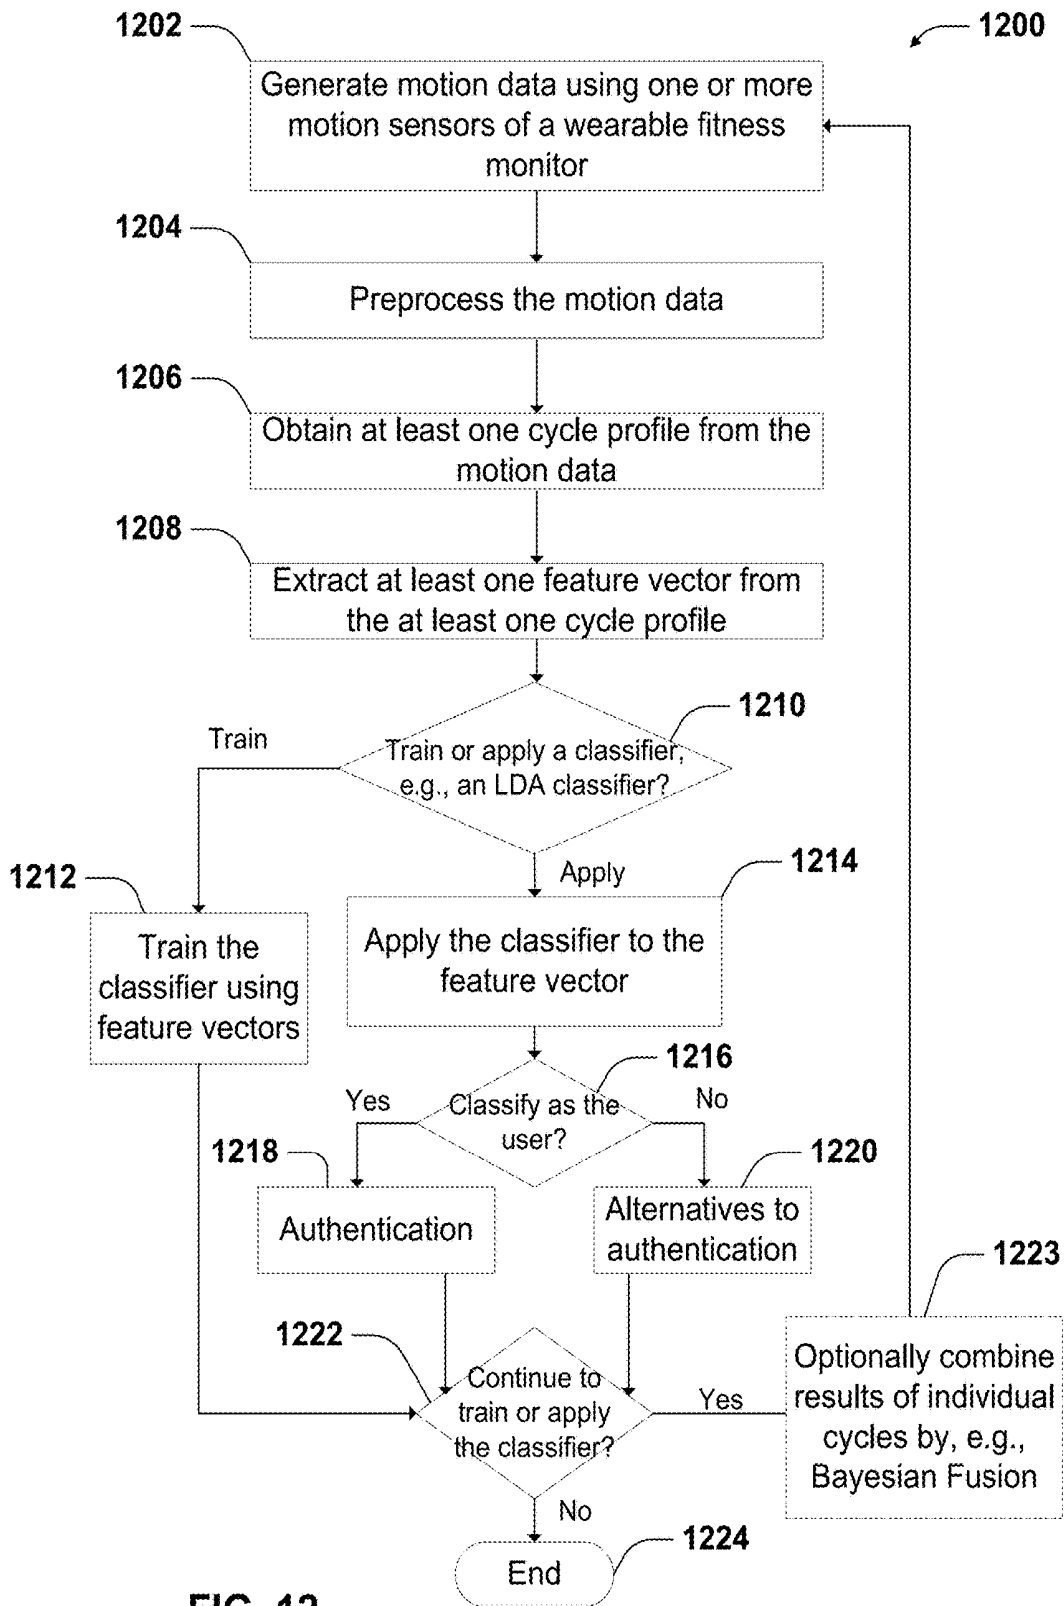 1202
1200
Generate motion data using one or more
motion sensors of a wearable fitness
monitor
1204
Preprocess the motion data
1206
Obtain at least one cycle profile from the
motion data
1208
Extract at least one feature vector from
the at least one cycle profile
1210
Train
Train or apply a classifier,
e.g., an LDA classifier?
1212
Apply
1214
Train the
classifier using
feature vectors
Apply the classifier to the
feature vector
1216
Yes
Classify as the
user?
No
1218
1220
Authentication
Alternatives to
authentication
1223
1222
Continue to
train or apply
the classifier?
Yes
Optionally combine
results of individual
cycles by, e.g.,
Bayesian Fusion
No
1224
End
FIG. 12